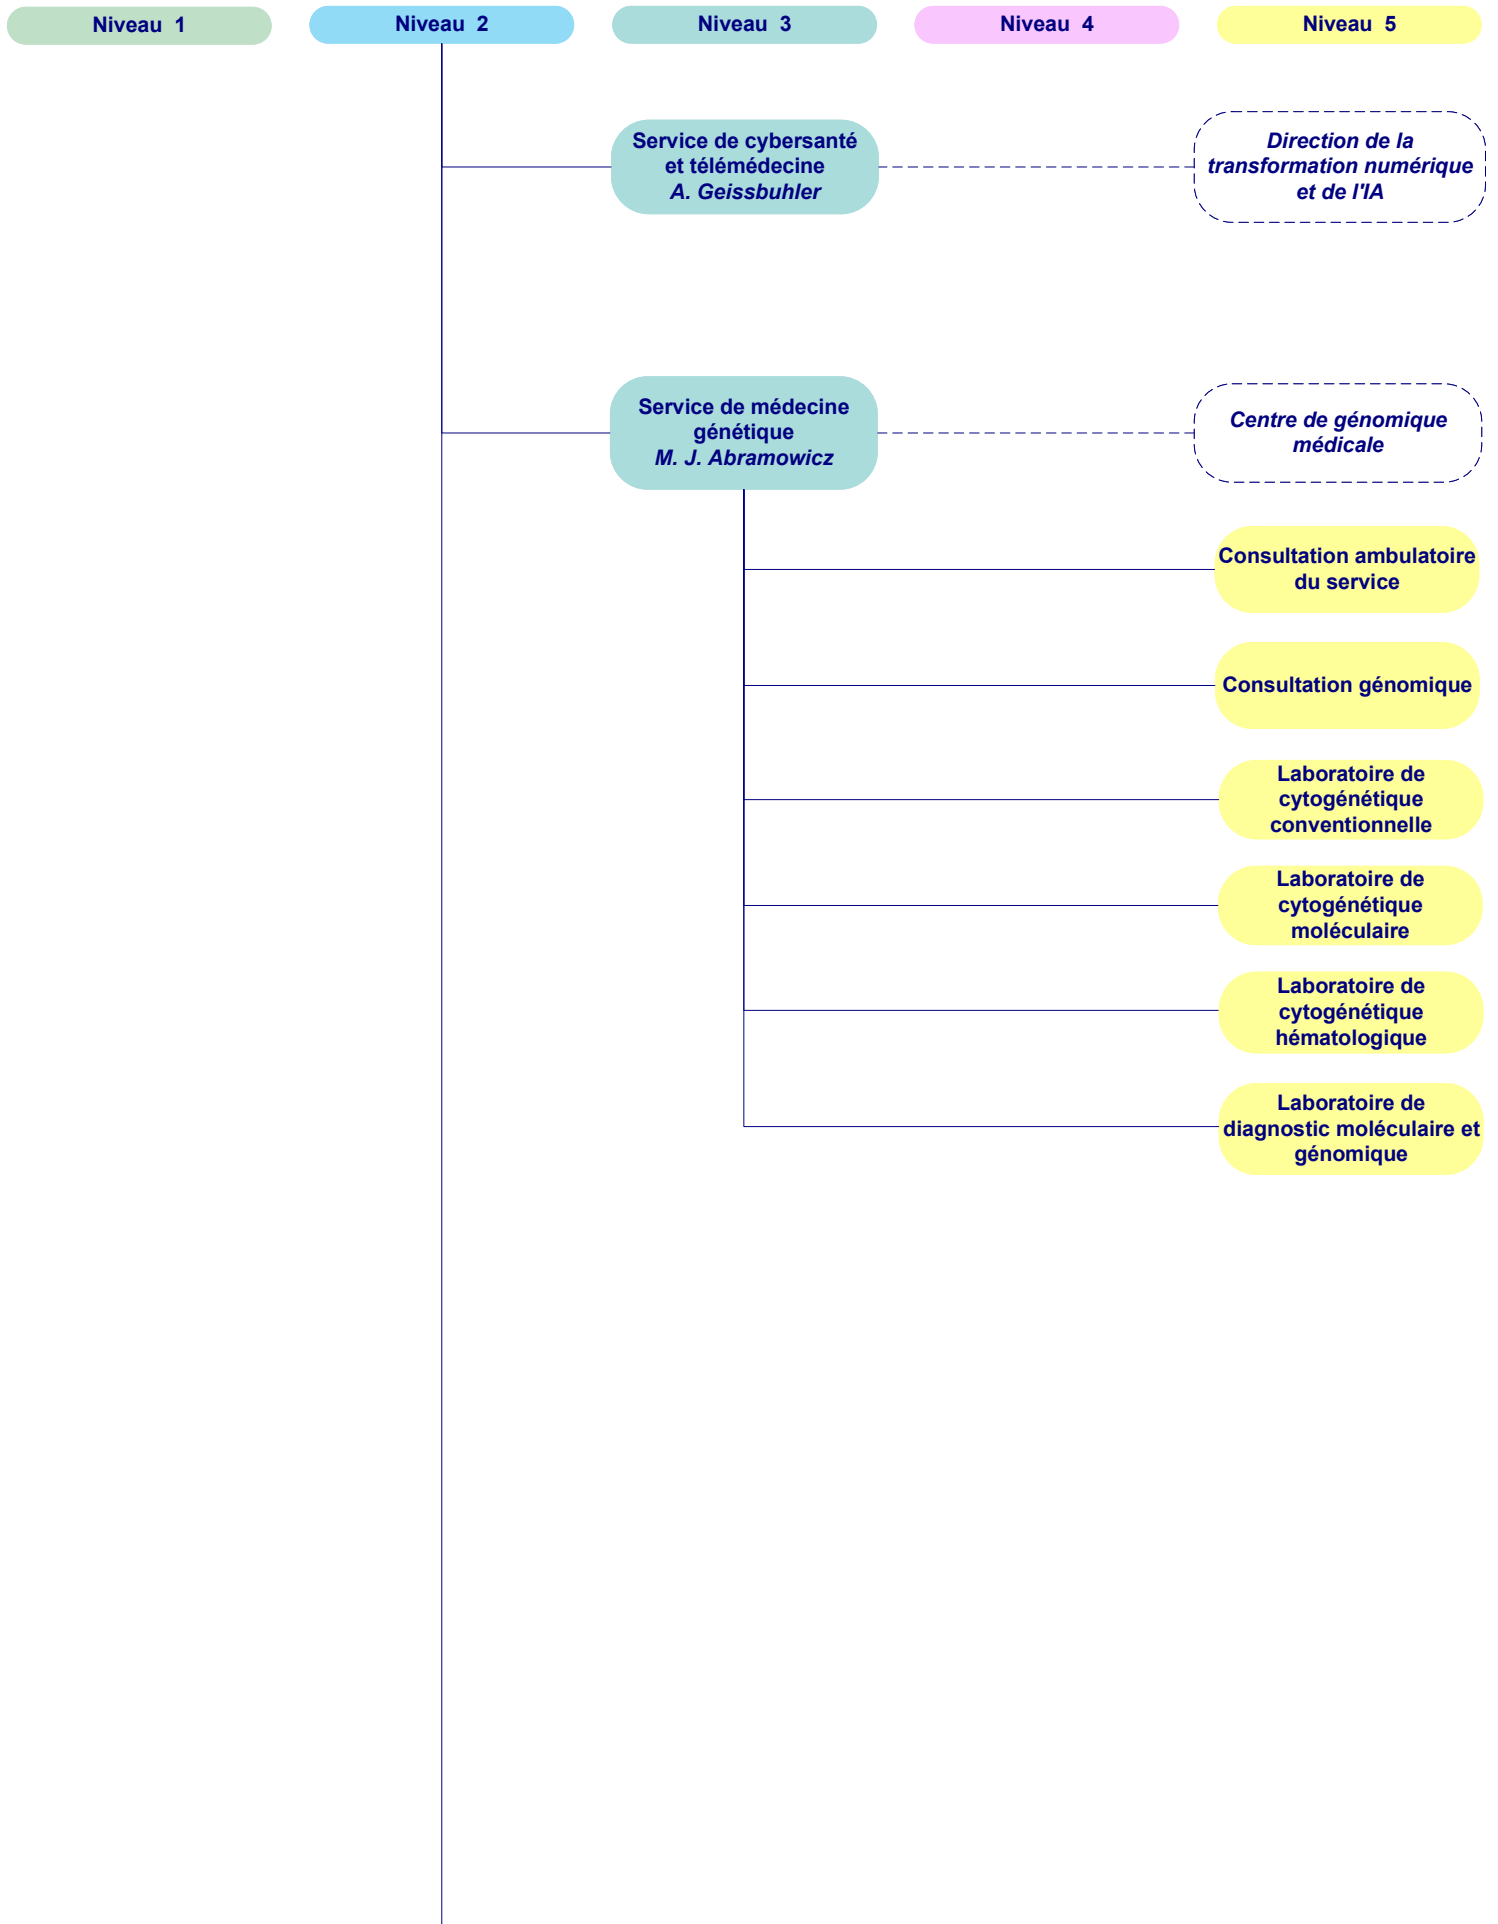 Niveau 1
Niveau 2
Niveau 3
Niveau 4
Niveau 5
Service de cybersanté
et télémédecine
A. Geissbuhler
Direction de la
transformation numérique
et de l'IA
Service de médecine
génétique
M. J. Abramowicz
Centre de génomique
médicale
Consultation ambulatoire
du service
Consultation génomique
Laboratoire de
cytogénétique
conventionnelle
Laboratoire de
cytogénétique
moléculaire
Laboratoire de
cytogénétique
hématologique
Laboratoire de
diagnostic moléculaire et
génomique